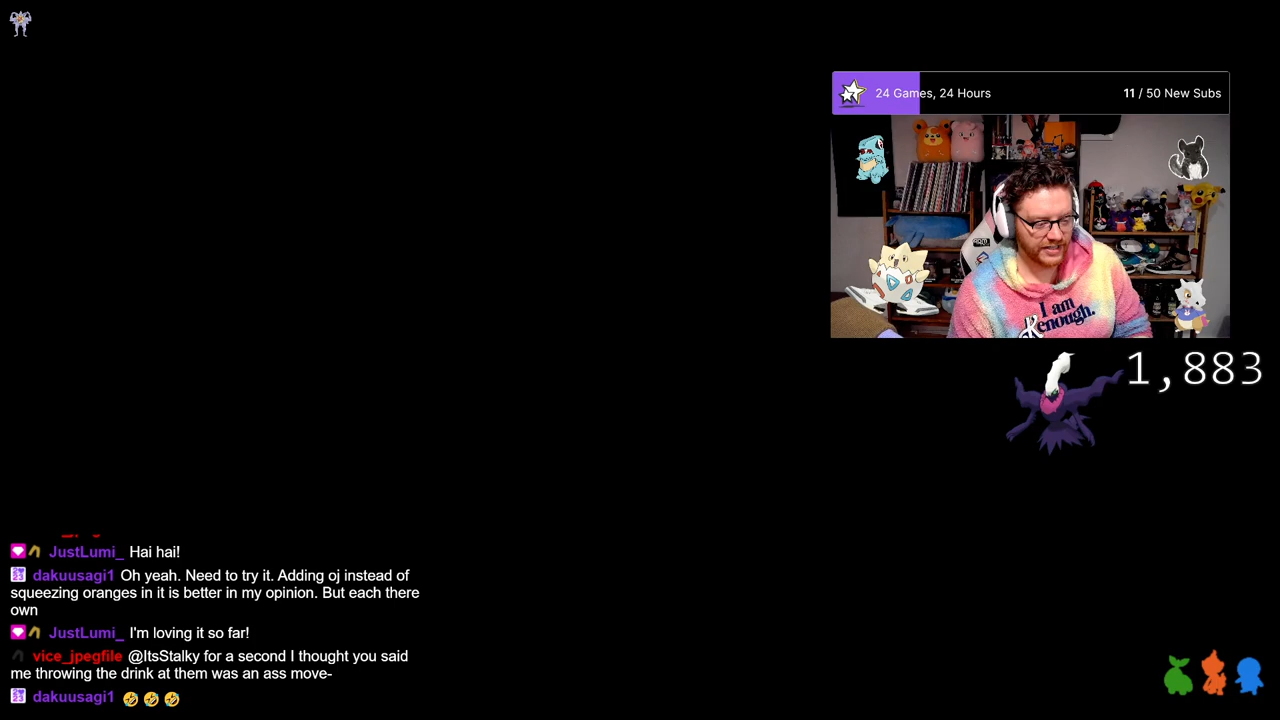 24 Games, 24 Hours
11 / 50 New Subs
I am
Kenough.
1,883
JustLumi_ Hai hai!
dakuusagi1 Oh yeah. Need to try it. Adding oj instead of
squeezing oranges in it is better in my opinion. But each there
own
JustLumi_ I'm loving it so far!
vice_jpegfile @ItsStalky for a second I thought you said
me throwing the drink at them was an ass move-
dakuusagi1 🤣 🤣 🤣